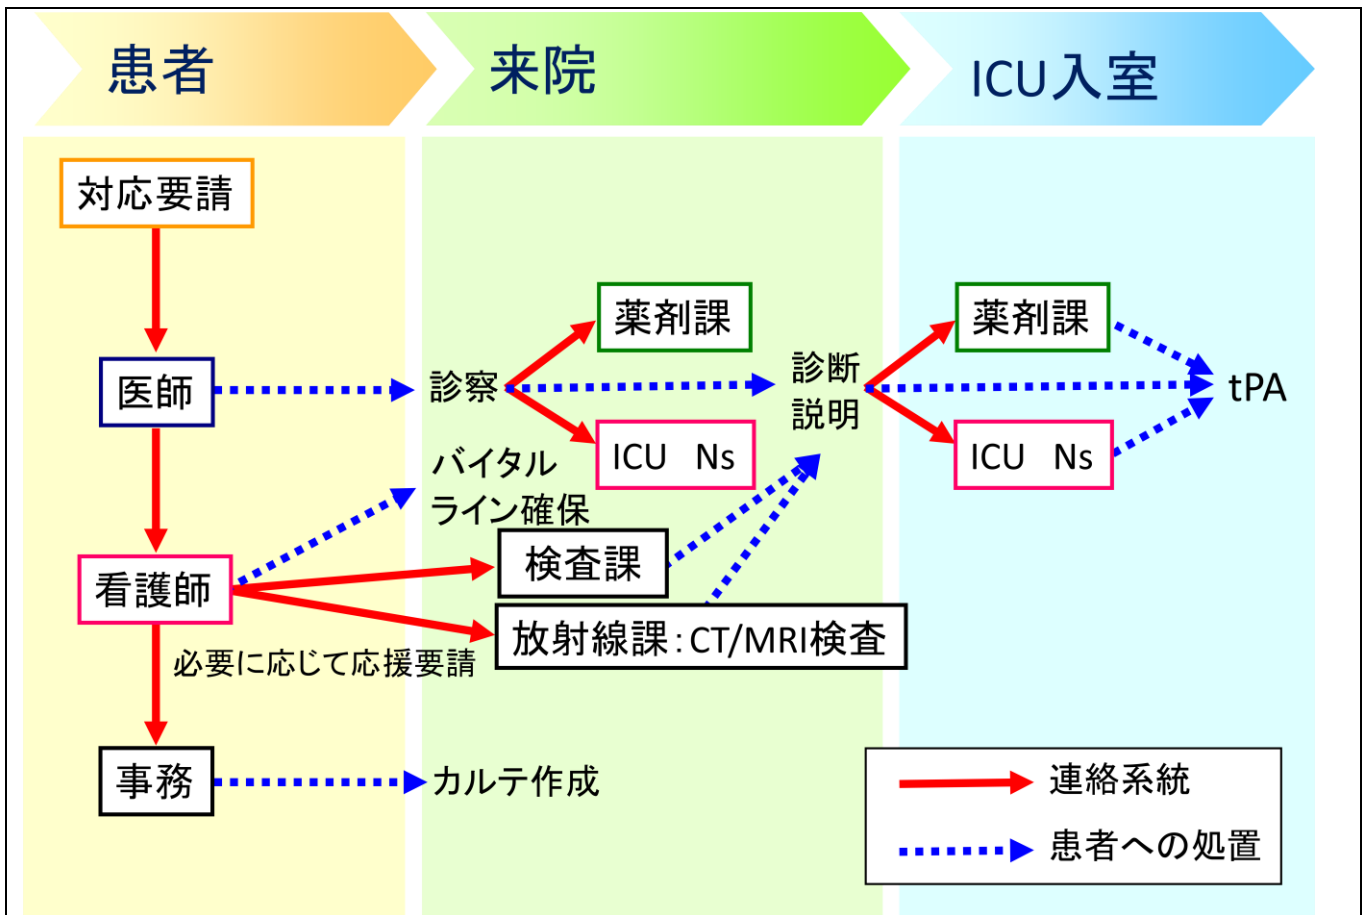 患者
来院
ICU入室
対応要請
医師
看護師
必要に応じて応援要請
事務
診察
バイタル
ライン確保
薬剤課
ICU Ns
検査課
放射線課:CT/MRI検査
カルテ作成
診断
説明
薬剤課
ICU Ns
tPA
連絡系統
患者への処置